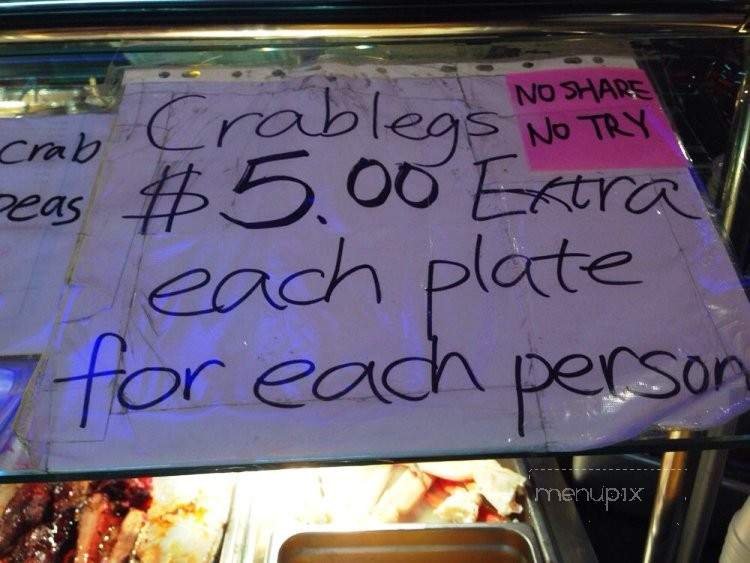 crab
peas
Crablegs
$5.00 Extra
each plate
for each person
NO SHARE
NO TRY
menupix